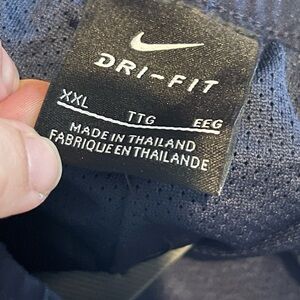 DRI-FIT
XXL TTG EEG
MADE IN THAILAND
FABRIQUE EN THAILANDE